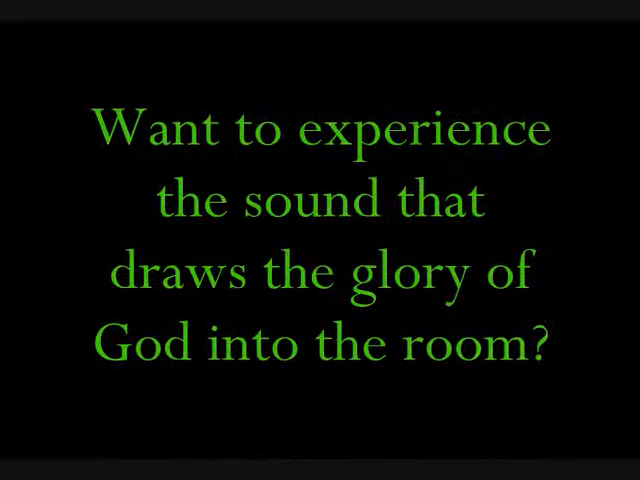 Want to experience
the sound that
draws the glory of
God into the room?